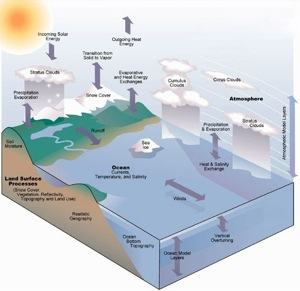 Incoming Solar
Energy
Outgoing Heat
Energy
Transition from
Solid to Vapor
Stratus Clouds
Evaporative
and Heat Energy
Exchanges
Snow Cover
Cumulus
Clouds
Cirrus Clouds
Atmosphere
Precipitation
Evaporation
Stratus
Clouds
Precipitation
& Evaporation
Atmospheric Model Layers
Runoff
Soil
Moisture
Sea
Ice
Heat & Salinity
Exchange
Ocean
Currents,
Temperature, and Salinity
Winds
Land Surface
Processes
(Snow Cover,
Vegetation, Reflectivity,
Topography and Land Use)
Realistic
Geography
Ocean
Bottom
Topography
Vertical
Overturning
Ocean Model
Layers